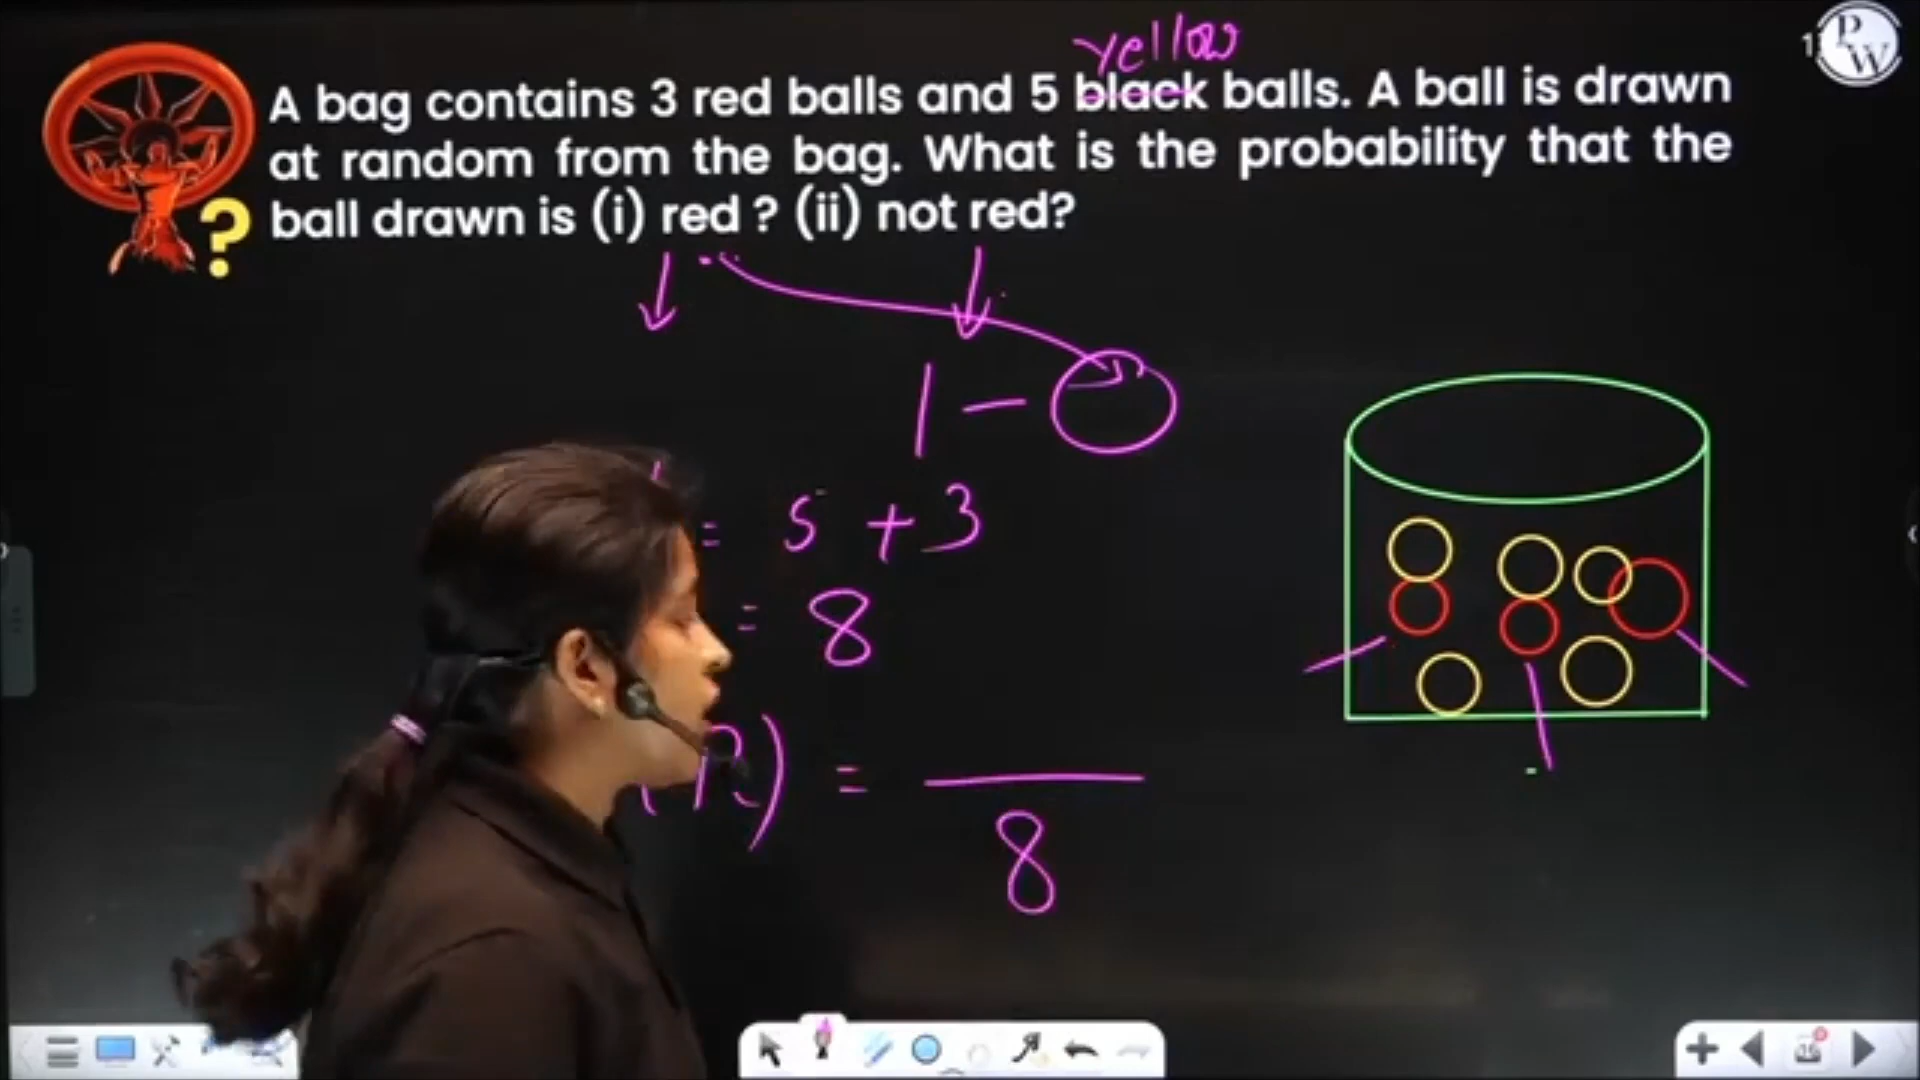 yellow
A bag contains 3 red balls and 5 black balls. A ball is drawn
at random from the bag. What is the probability that the
ball drawn is (i) red ? (ii) not red?
?
PW
1 -
= 5 + 3
= 8
(R) =
8